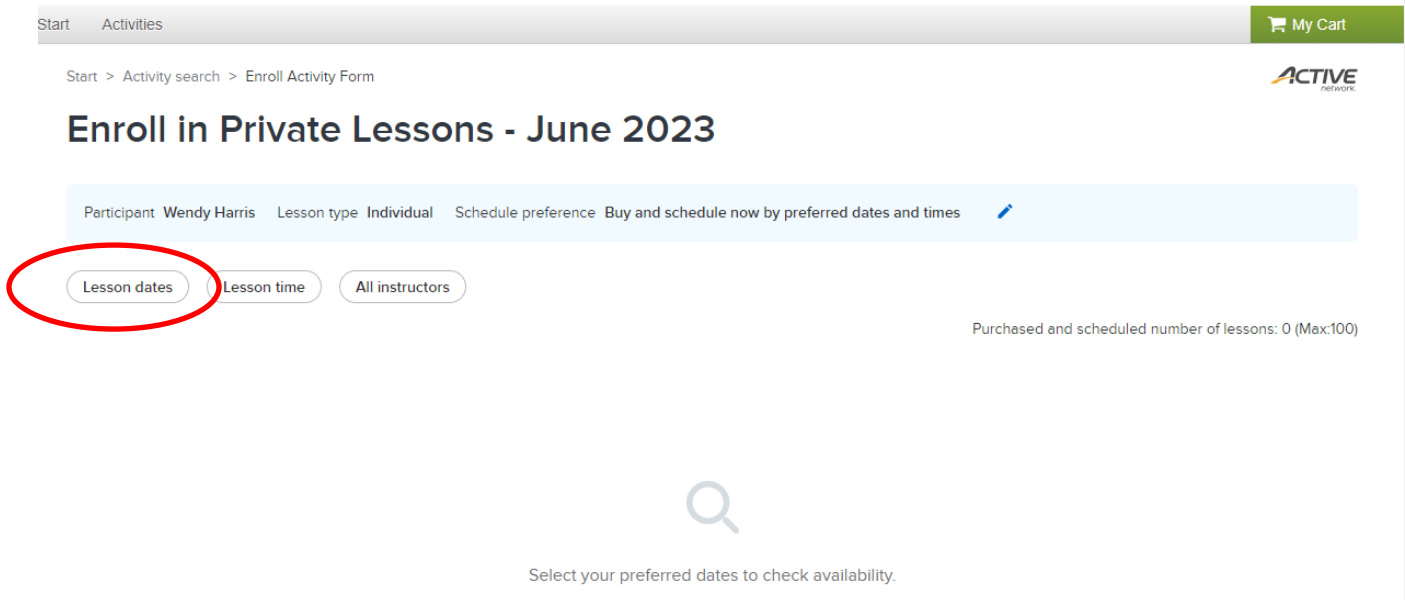 Start Activities My Cart
Start > Activity search > Enroll Activity Form
ACTIVE
network.
Enroll in Private Lessons - June 2023
Participant Wendy Harris Lesson type Individual Schedule preference Buy and schedule now by preferred dates and times
Lesson dates Lesson time All instructors
Purchased and scheduled number of lessons: 0 (Max:100)
Select your preferred dates to check availability.